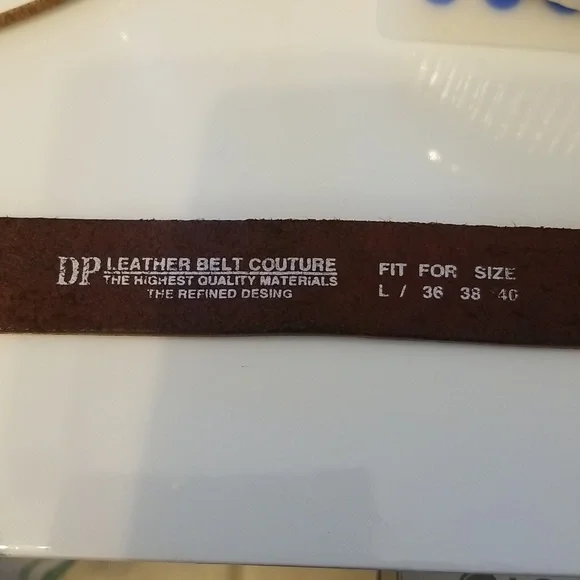 DP LEATHER BELT COUTURE
THE HIGHEST QUALITY MATERIALS
THE REFINED DESING
FIT FOR SIZE
L / 36 38 40